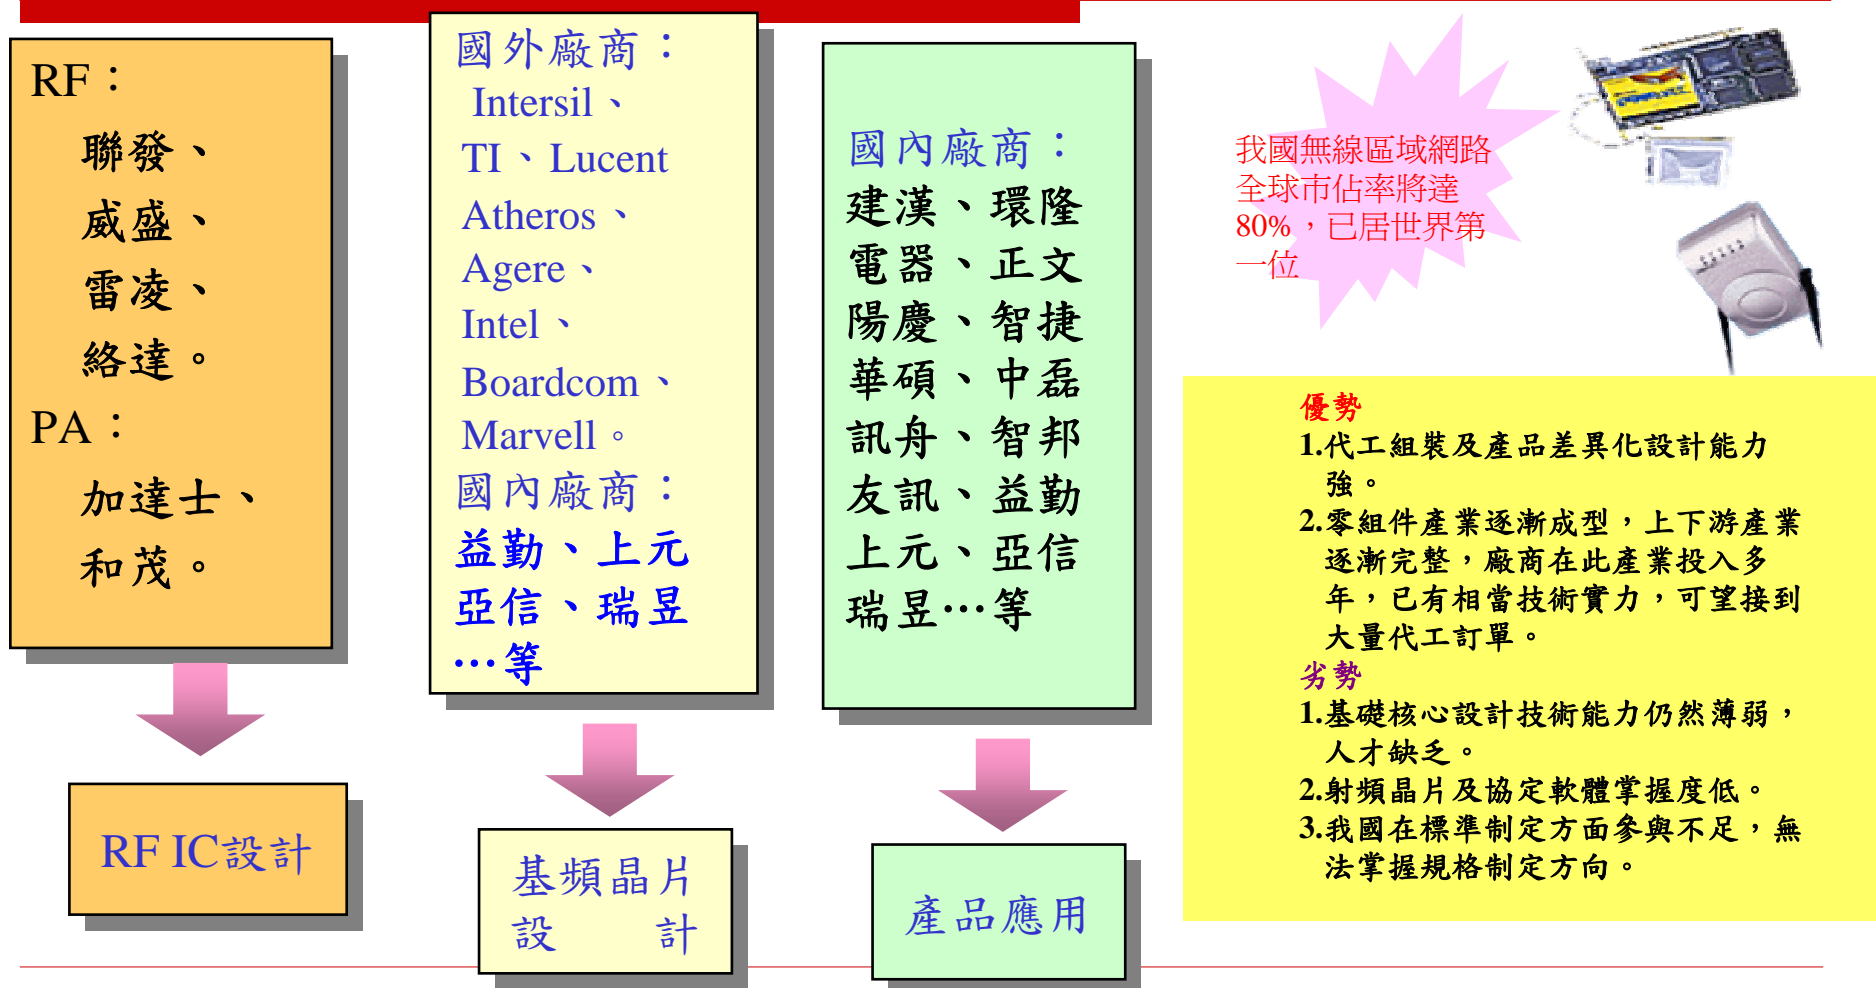 RF：
聯發、
威盛、
雷凌、
絡達。
PA：
加達士、
和茂。
RF IC設計
國外廠商：
Intersil、
TI、Lucent
Atheros、
Agere、
Intel、
Boardcom、
Marvell。
國內廠商：
益勤、上元
亞信、瑞昱
…等
基頻晶片
設　　計
國內廠商：
建漢、環隆
電器、正文
陽慶、智捷
華碩、中磊
訊舟、智邦
友訊、益勤
上元、亞信
瑞昱…等
產品應用
我國無線區域網路
全球市佔率將達
80%，已居世界第
一位
優勢
1.代工組裝及產品差異化設計能力
強。
2.零組件產業逐漸成型，上下游產業
逐漸完整，廠商在此產業投入多
年，已有相當技術實力，可望接到
大量代工訂單。
劣勢
1.基礎核心設計技術能力仍然薄弱，
人才缺乏。
2.射頻晶片及協定軟體掌握度低。
3.我國在標準制定方面參與不足，無
法掌握規格制定方向。